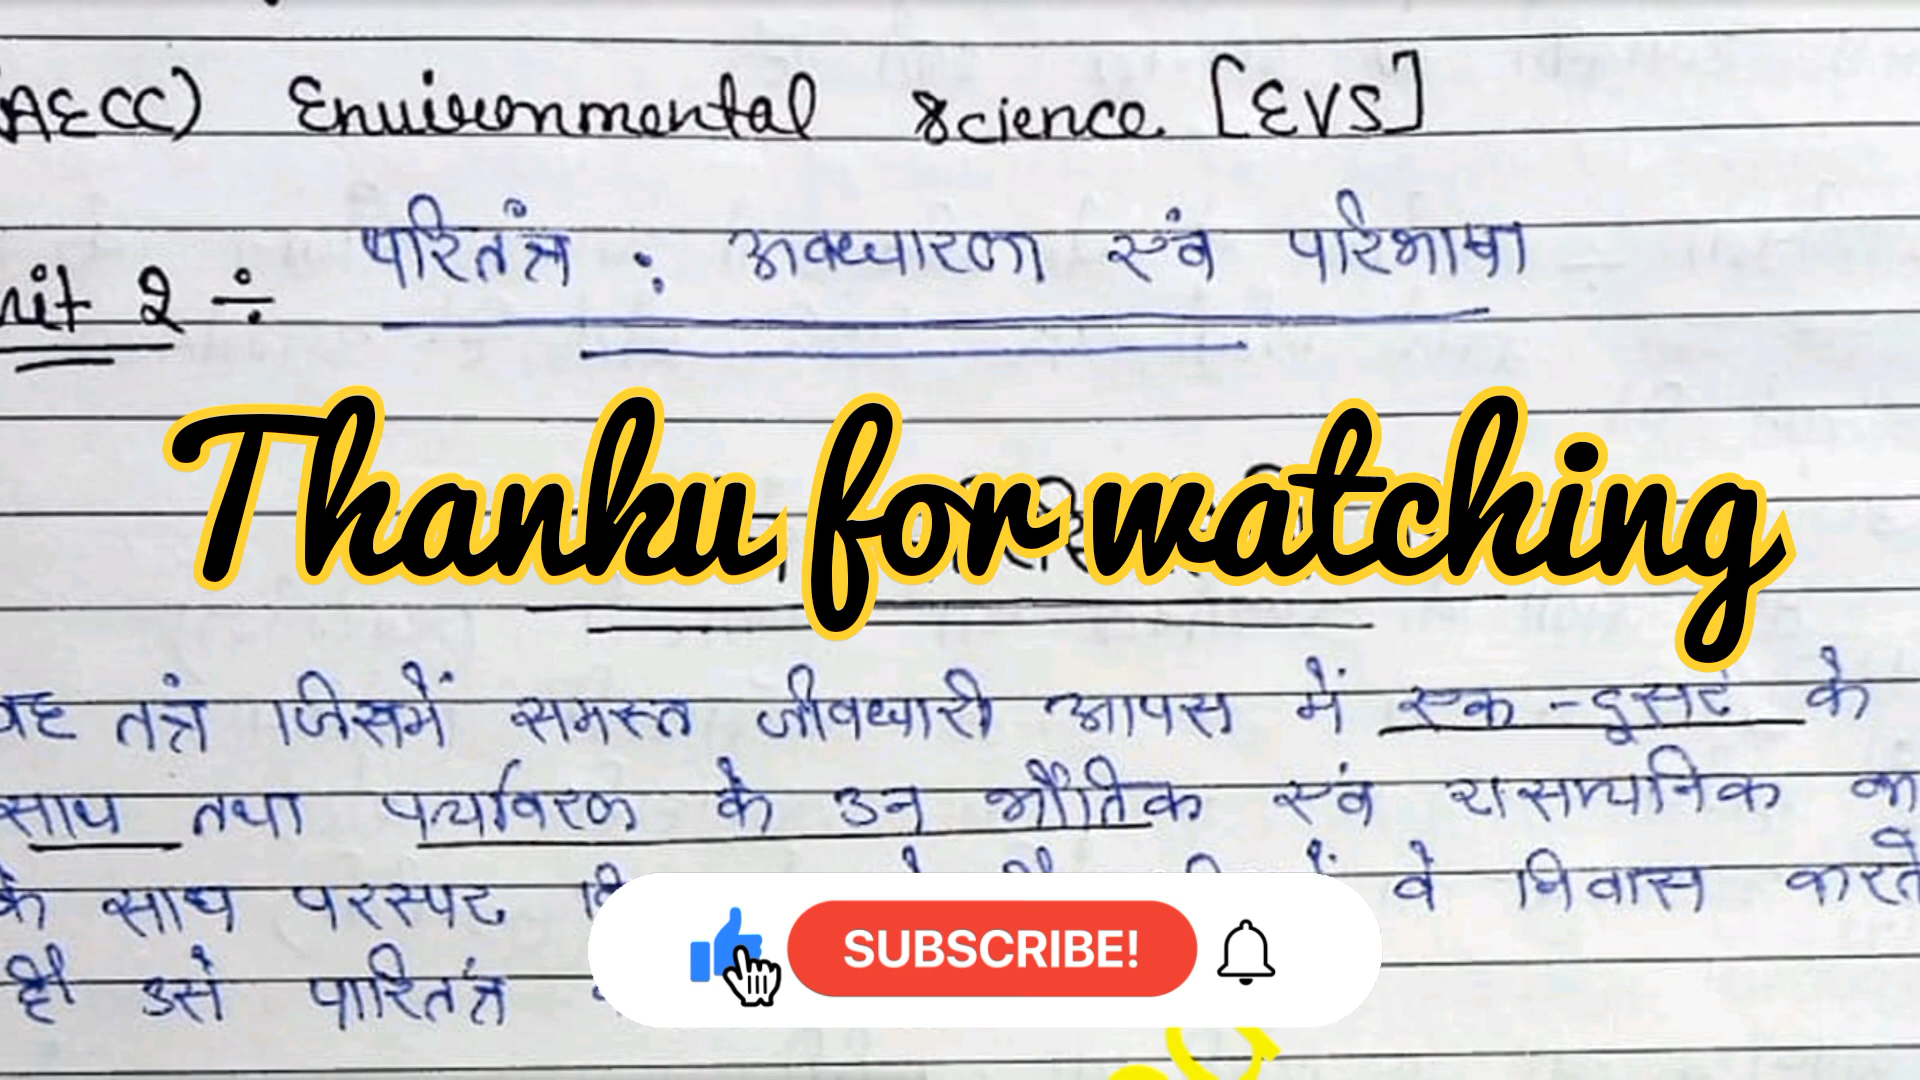 AECC) Environmental Science [EVS]
परितंत्र : अवधारणा एवं परिभाषा
nit 2 ÷
Thanku for watching
वह तंत्र जिसमें समस्त जीवधारी आपस में एक-दूसरे के
साथ तथा पर्यावरण के उन भौतिक एवं रासायनिक का
के साथ परस्पर वे निवास करते
है उसे पारितंत्र
SUBSCRIBE!